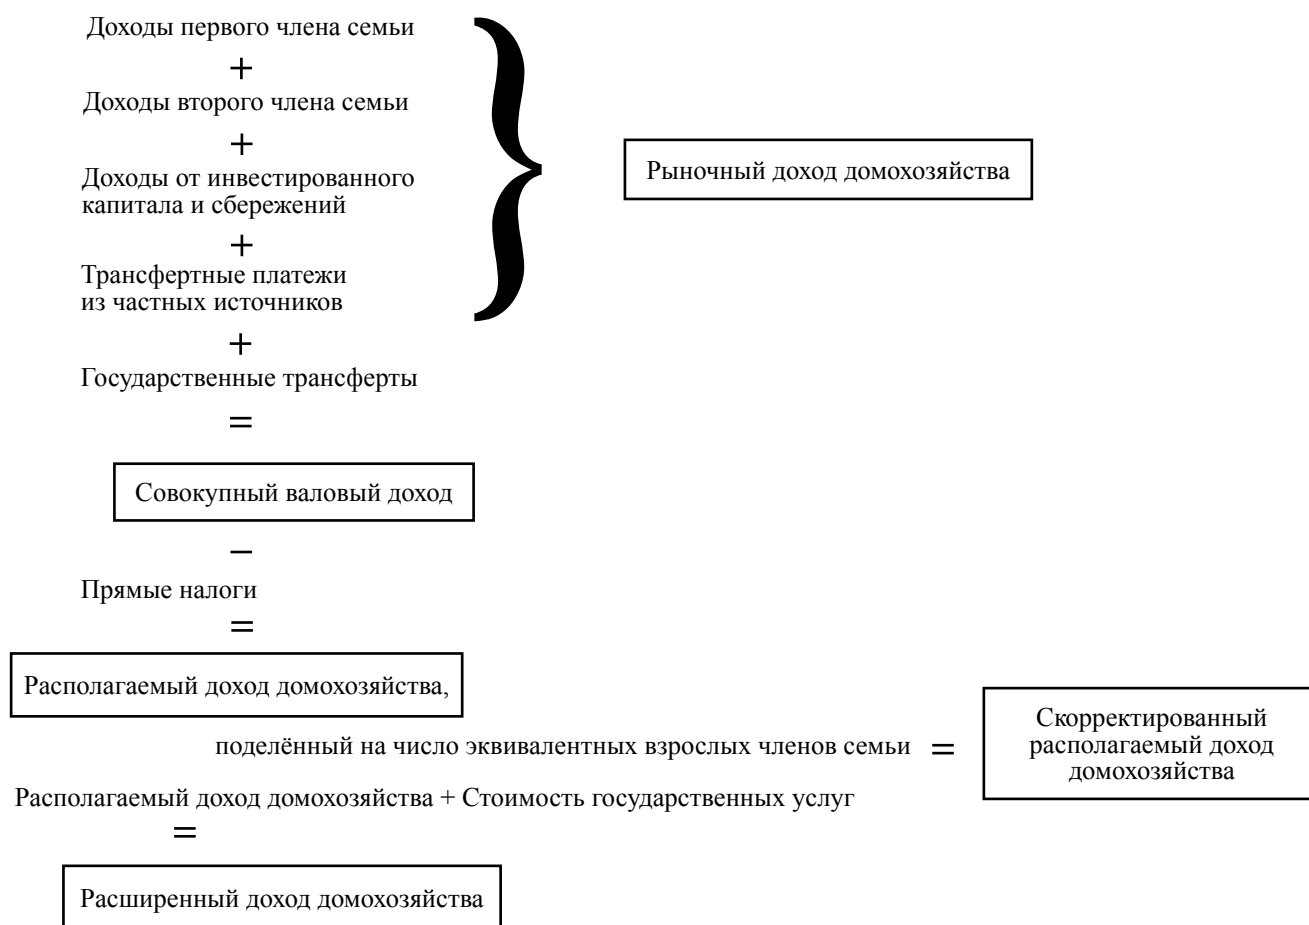 Доходы первого члена семьи
+
Доходы второго члена семьи
+
Доходы от инвестированного
капитала и сбережений
+
Трансфертные платежи
из частных источников
Рыночный доход домохозяйства
+
Государственные трансферты
=
Совокупный валовый доход
−
Прямые налоги
=
Располагаемый доход домохозяйства,
поделённый на число эквивалентных взрослых членов семьи =
Скорректированный
располагаемый доход
домохозяйства
Располагаемый доход домохозяйства + Стоимость государственных услуг
=
Расширенный доход домохозяйства